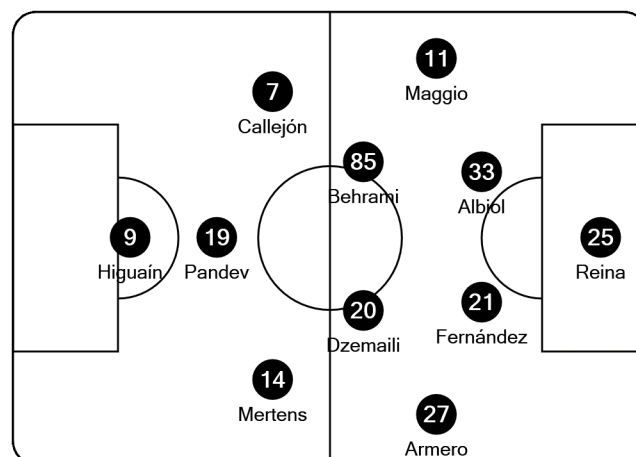 11
Maggio
7
Callejón
85
Behrami
33
Albiol
9
Higuaín
19
Pandev
25
Reina
21
Fernández
20
Dzemaili
14
Mertens
27
Armero